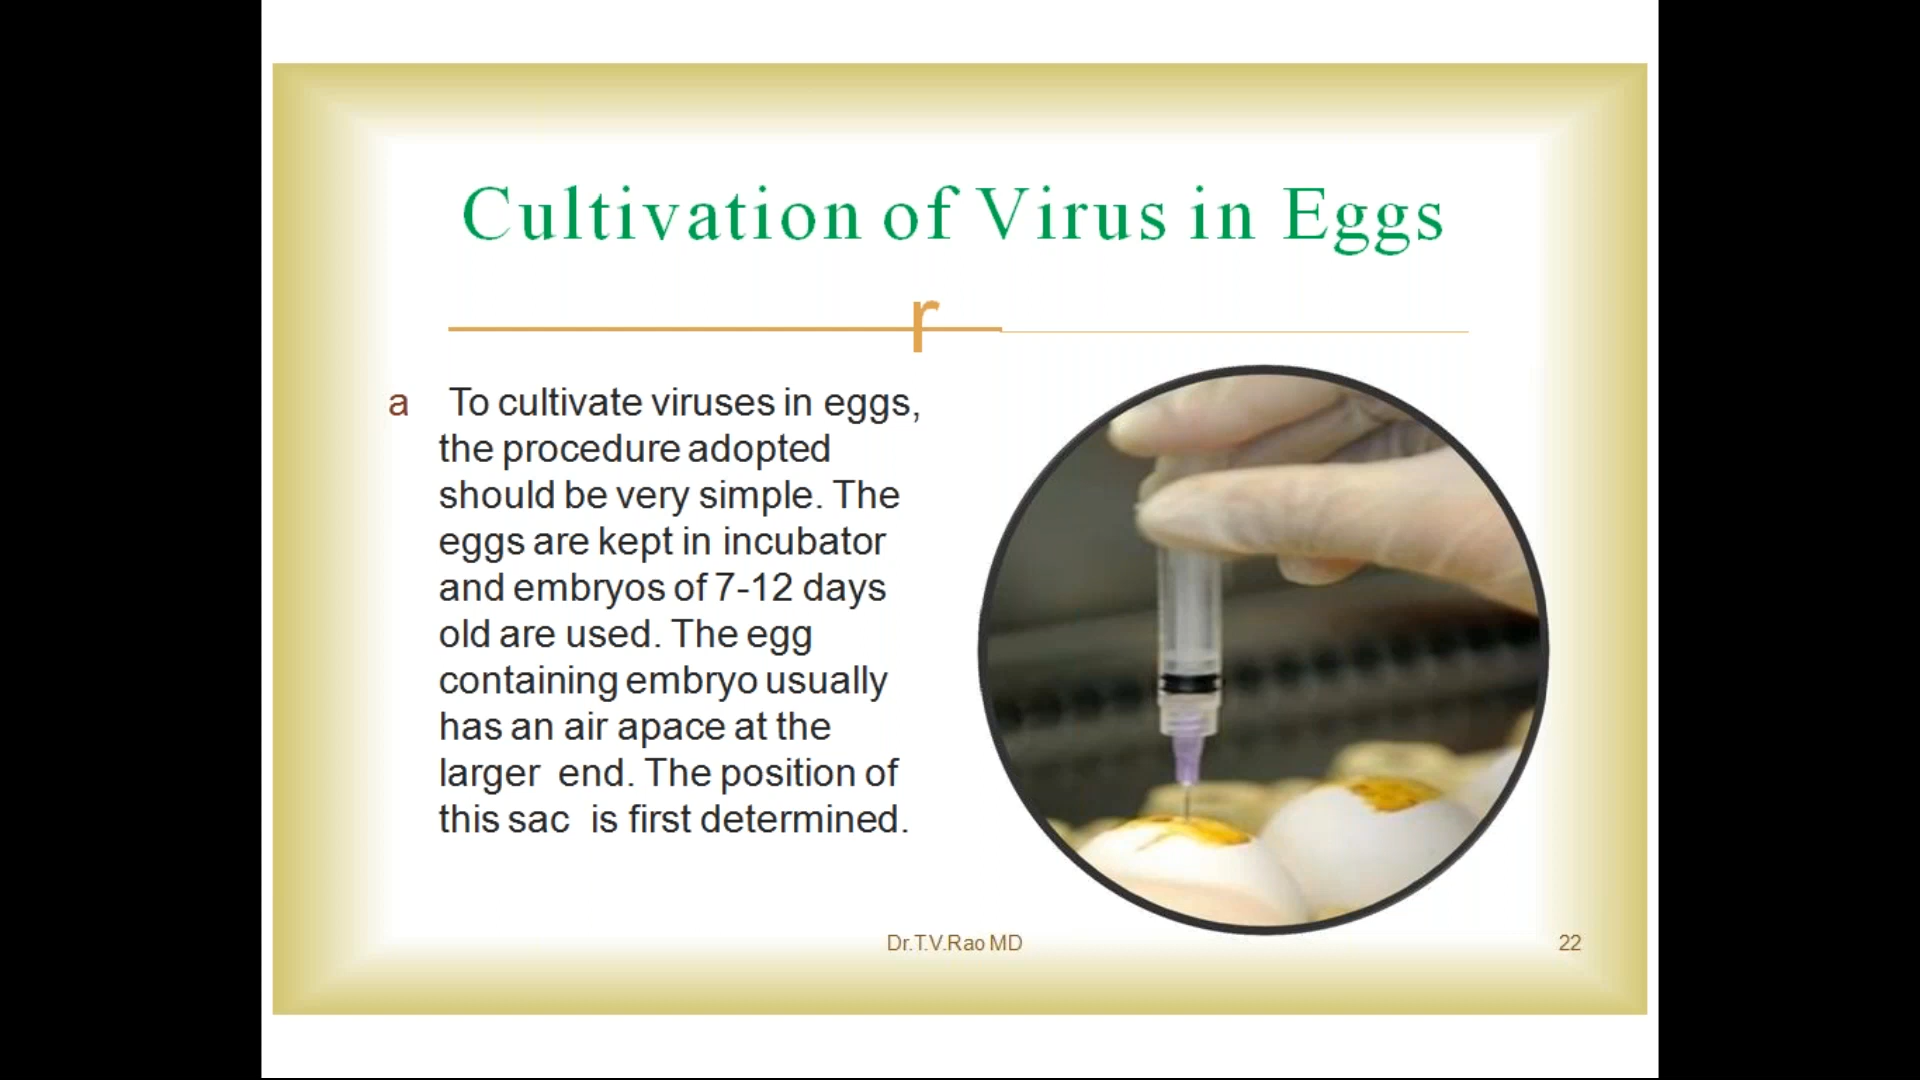 Cultivation of Virus in Eggs
r
a To cultivate viruses in eggs,
the procedure adopted
should be very simple. The
eggs are kept in incubator
and embryos of 7-12 days
old are used. The egg
containing embryo usually
has an air apace at the
larger end. The position of
this sac is first determined.
Dr.T.V.Rao MD
22